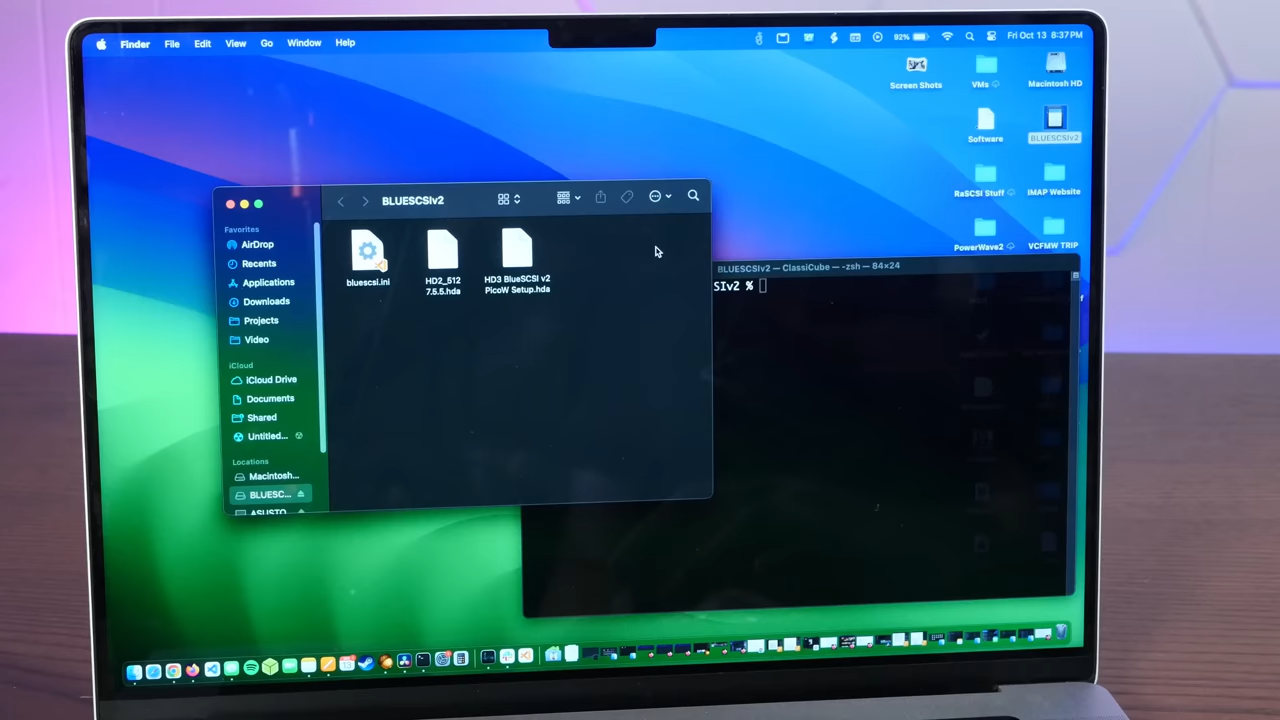 Finder File Edit View Go Window Help
92% Fri Oct 13 8:37PM
Screen Shots
VMs
Macintosh HD
Software
BLUESCSIv2
RaSCSI Stuff
IMAP Website
PowerWave2
VCFMW TRIP
BLUESCSIv2
Favorites
AirDrop
Recents
Applications
Downloads
Projects
Video
iCloud
iCloud Drive
Documents
Shared
Untitled...
Locations
Macintosh...
BLUESC...
ASUSTO
bluescsi.ini
HD2_512
7.5.5.hda
HD3 BlueSCSI v2
PicoW Setup.hda
BLUESCSIv2 — ClassiCube — -zsh — 84×24
SIv2 %